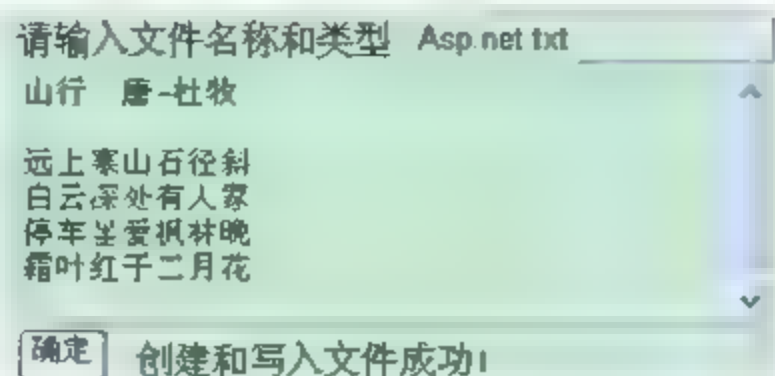 请输入文件名称和类型 Asp.net txt
山行 唐-杜牧
远上寒山石径斜
白云深处有人家
停车坐爱枫林晚
霜叶红于二月花
确定 创建和写入文件成功!